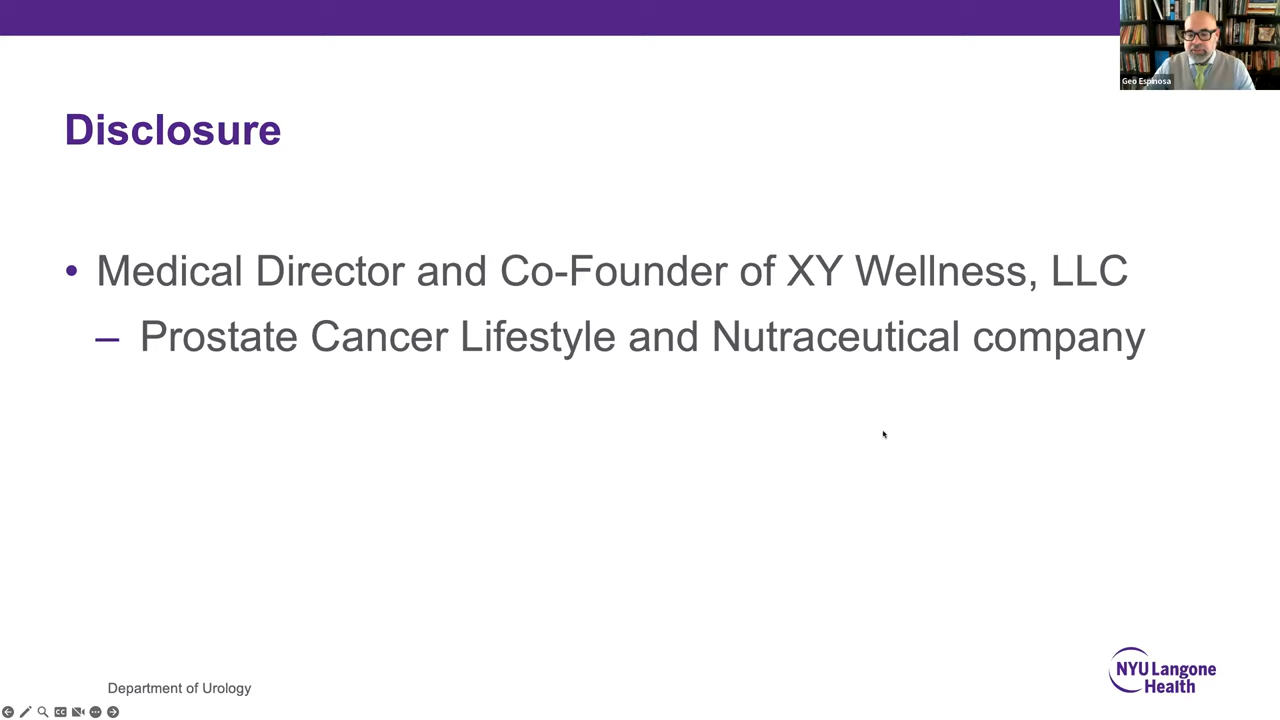 Geo Espinosa
Disclosure
• Medical Director and Co-Founder of XY Wellness, LLC
– Prostate Cancer Lifestyle and Nutraceutical company
Department of Urology
NYU Langone
Health
CC